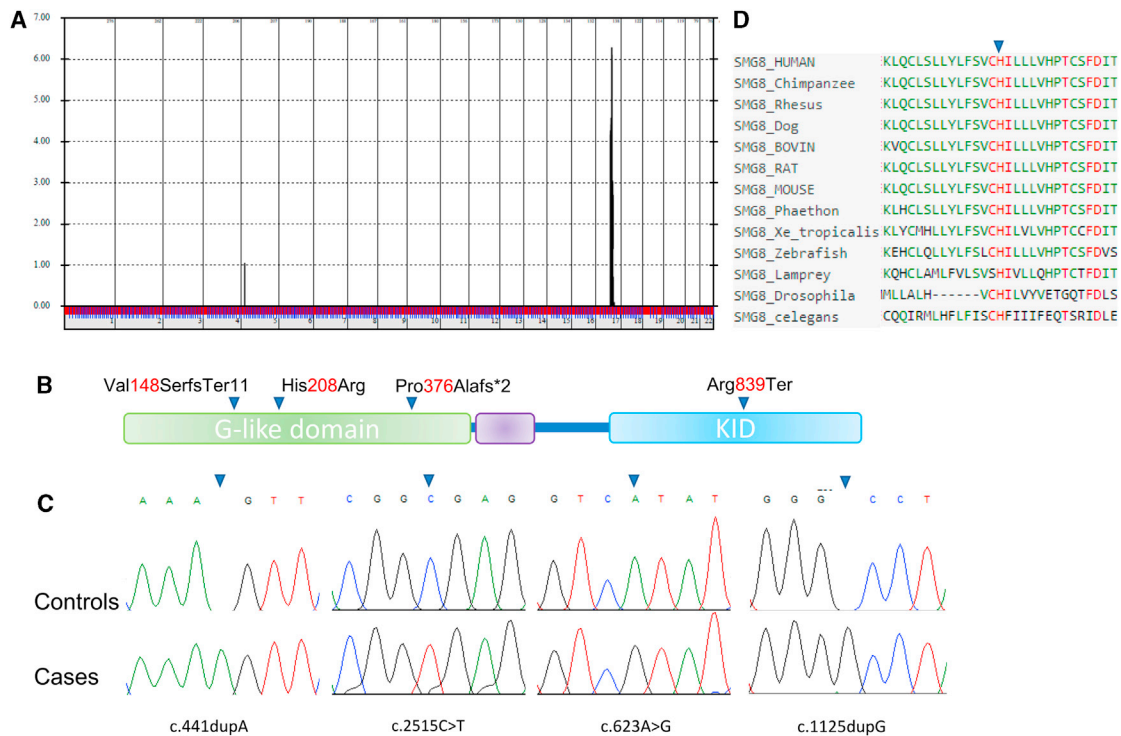 A
7.00
6.00
5.00
4.00
3.00
2.00
1.00
0.00
1 2 3 4 5 6 7 8 9 10 11 12 13 14 15 16 17 18 19 20 21 22
D
SMG8_HUMAN KLQCLSLLYLFSVCHILLLVHPTCSFDIT
SMG8_Chimpanzee KLQCLSLLYLFSVCHILLLVHPTCSFDIT
SMG8_Rhesus KLQCLSLLYLFSVCHILLLVHPTCSFDIT
SMG8_Dog KLQCLSLLYLFSVCHILLLVHPTCSFDIT
SMG8_BOVIN KVQCLSLLYLFSVCHILLLVHPTCSFDIT
SMG8_RAT KLQCLSLLYLFSVCHILLLVHPTCSFDIT
SMG8_MOUSE KLQCLSLLYLFSVCHILLLVHPTCSFDIT
SMG8_Phaethon KLHCLSLLYLFSVCHILLLVHPTCSFDIT
SMG8_Xe_tropicalis KLYCMHLLYLFSVCHILVLVHPTCCFDIT
SMG8_Zebrafish KEHCLQLLYLFSLCHILLLVHPTCSFDVS
SMG8_Lamprey KQHCLAMLFVLSVSHIVLLQHPTCTFDIT
SMG8_Drosophila MLLALH------VCHILVYVETGQTFDLS
SMG8_celegans CQQIRMLHFLFISCHFIIIFEQTSRIDLE
B
Val148SerfsTer11 His208Arg Pro376Alafs*2 Arg839Ter
G-like domain KID
C
A A A G T T C G G C G A G G T C A T A T G G G C C T
Controls
Cases
c.441dupA c.2515C>T c.623A>G c.1125dupG